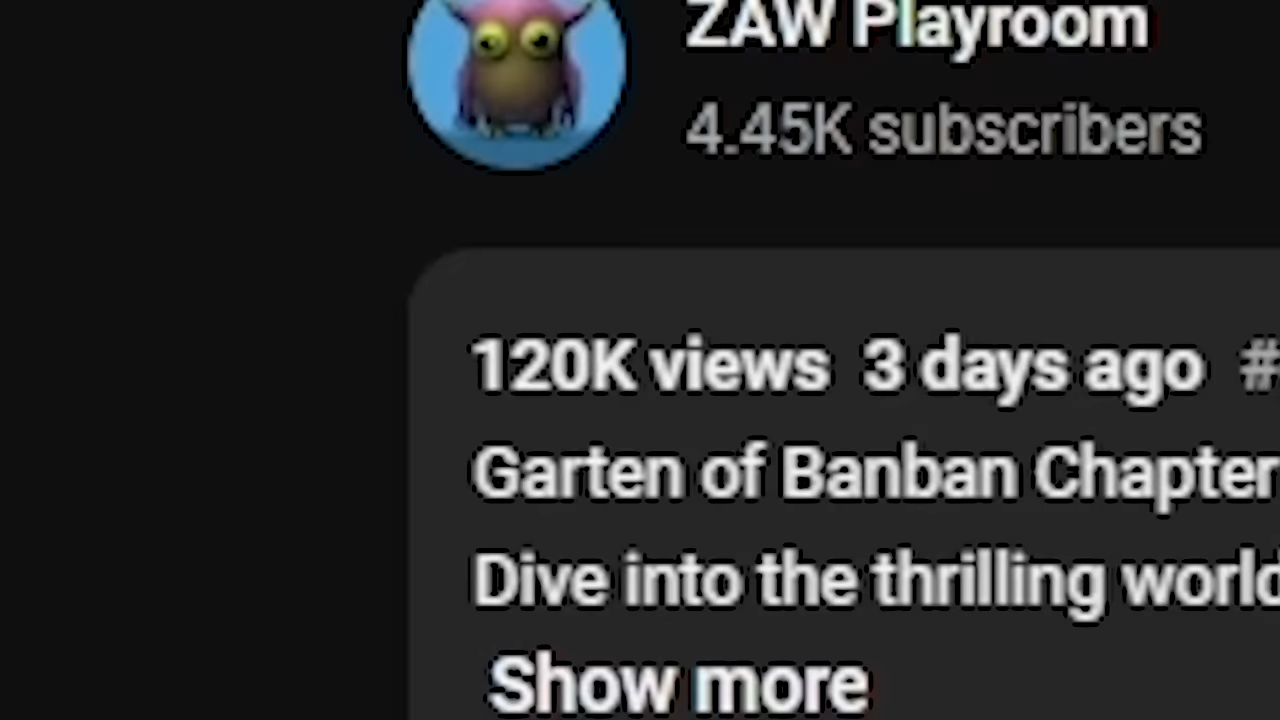 ZAW Playroom
4.45K subscribers
120K views 3 days ago #
Garten of Banban Chapter
Dive into the thrilling world
Show more